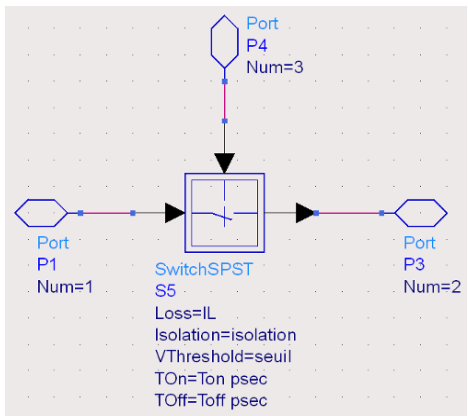 Port
P4
Num=3
Port
P1
Num=1
Port
P3
Num=2
SwitchSPST
S5
Loss=IL
Isolation=isolation
VThreshold=seuil
TOn=Ton psec
TOff=Toff psec